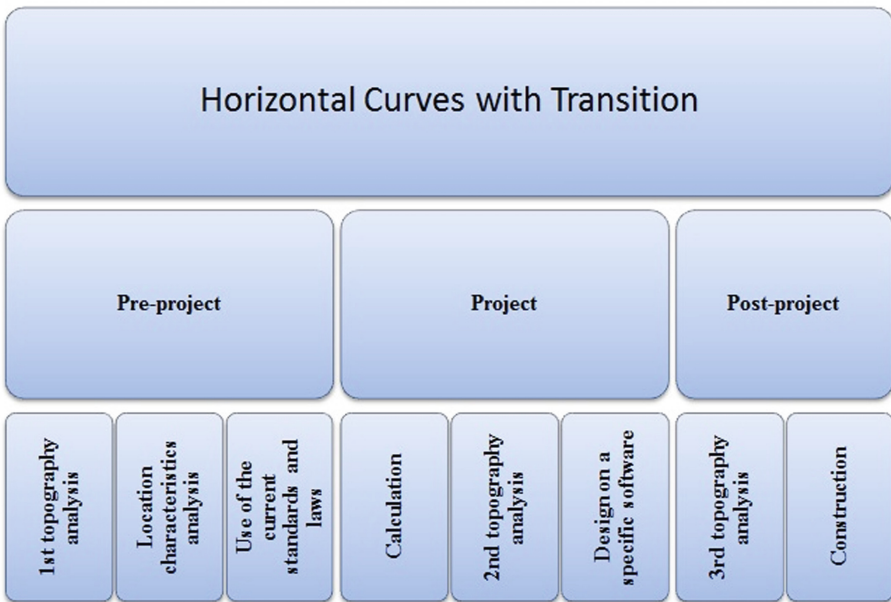 Horizontal Curves with Transition
Pre-project
Project
Post-project
1st topography
analysis
Location
characteristics
analysis
Use of the
current
standards and
laws
Calculation
2nd topography
analysis
Design on a
specific software
3rd topography
analysis
Construction